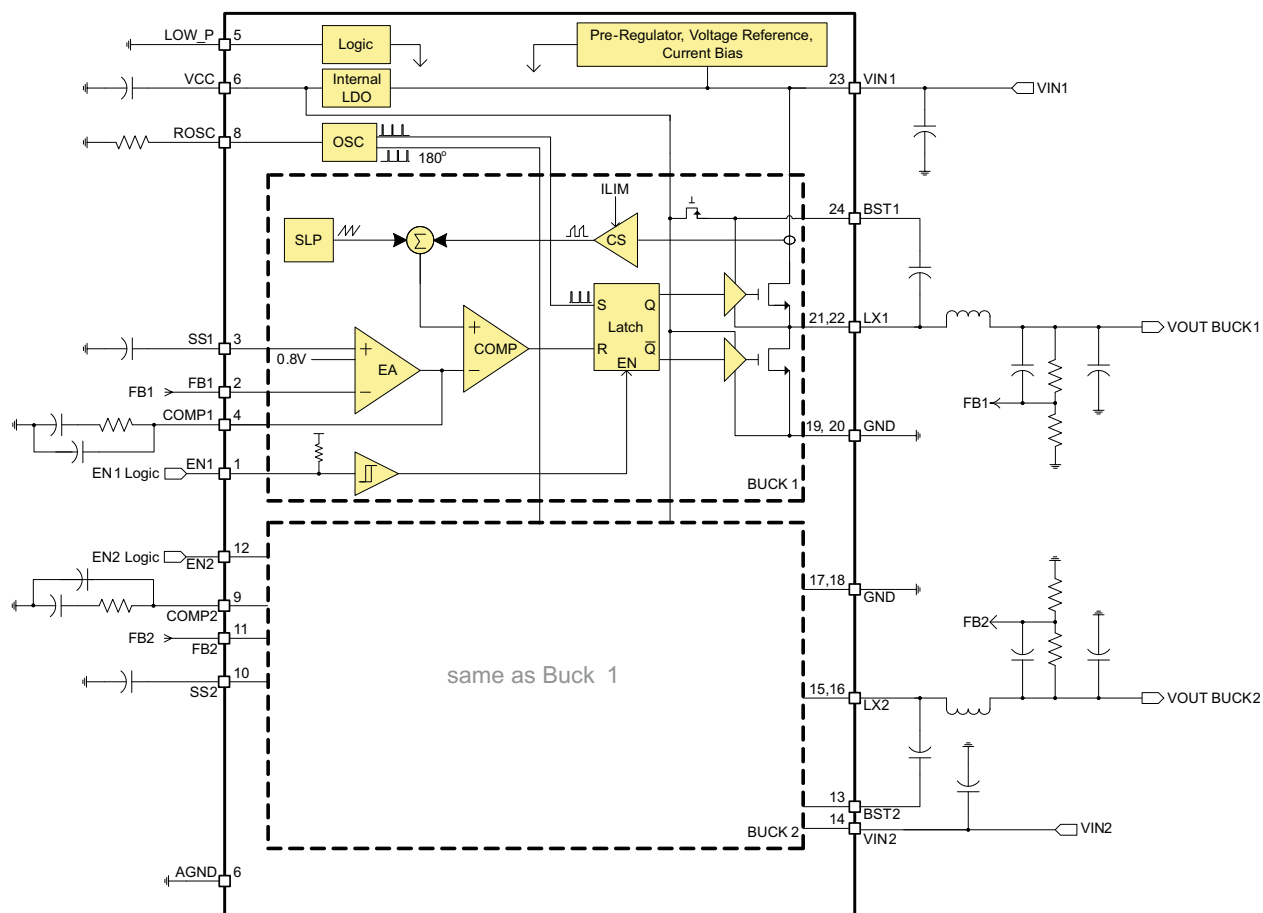 LOW_P
5
Logic
Pre-Regulator, Voltage Reference,
Current Bias
VCC
6
Internal
LDO
23
VIN1
VIN1
ROSC
8
OSC
180°
ILIM
24
BST1
SLP
Σ
CS
S
Q
Latch
R
Q̅
EN
21,22
LX1
VOUT BUCK1
SS1
3
0.8V
+
EA
−
+
COMP
−
FB1
FB1
2
COMP1
4
FB1
19, 20
GND
EN1 Logic
EN1
1
BUCK 1
EN2 Logic
12
EN2
9
COMP2
FB2
11
FB2
10
SS2
same as Buck 1
17,18
GND
FB2
15,16
LX2
VOUT BUCK2
13
BST2
14
VIN2
VIN2
BUCK 2
AGND
6